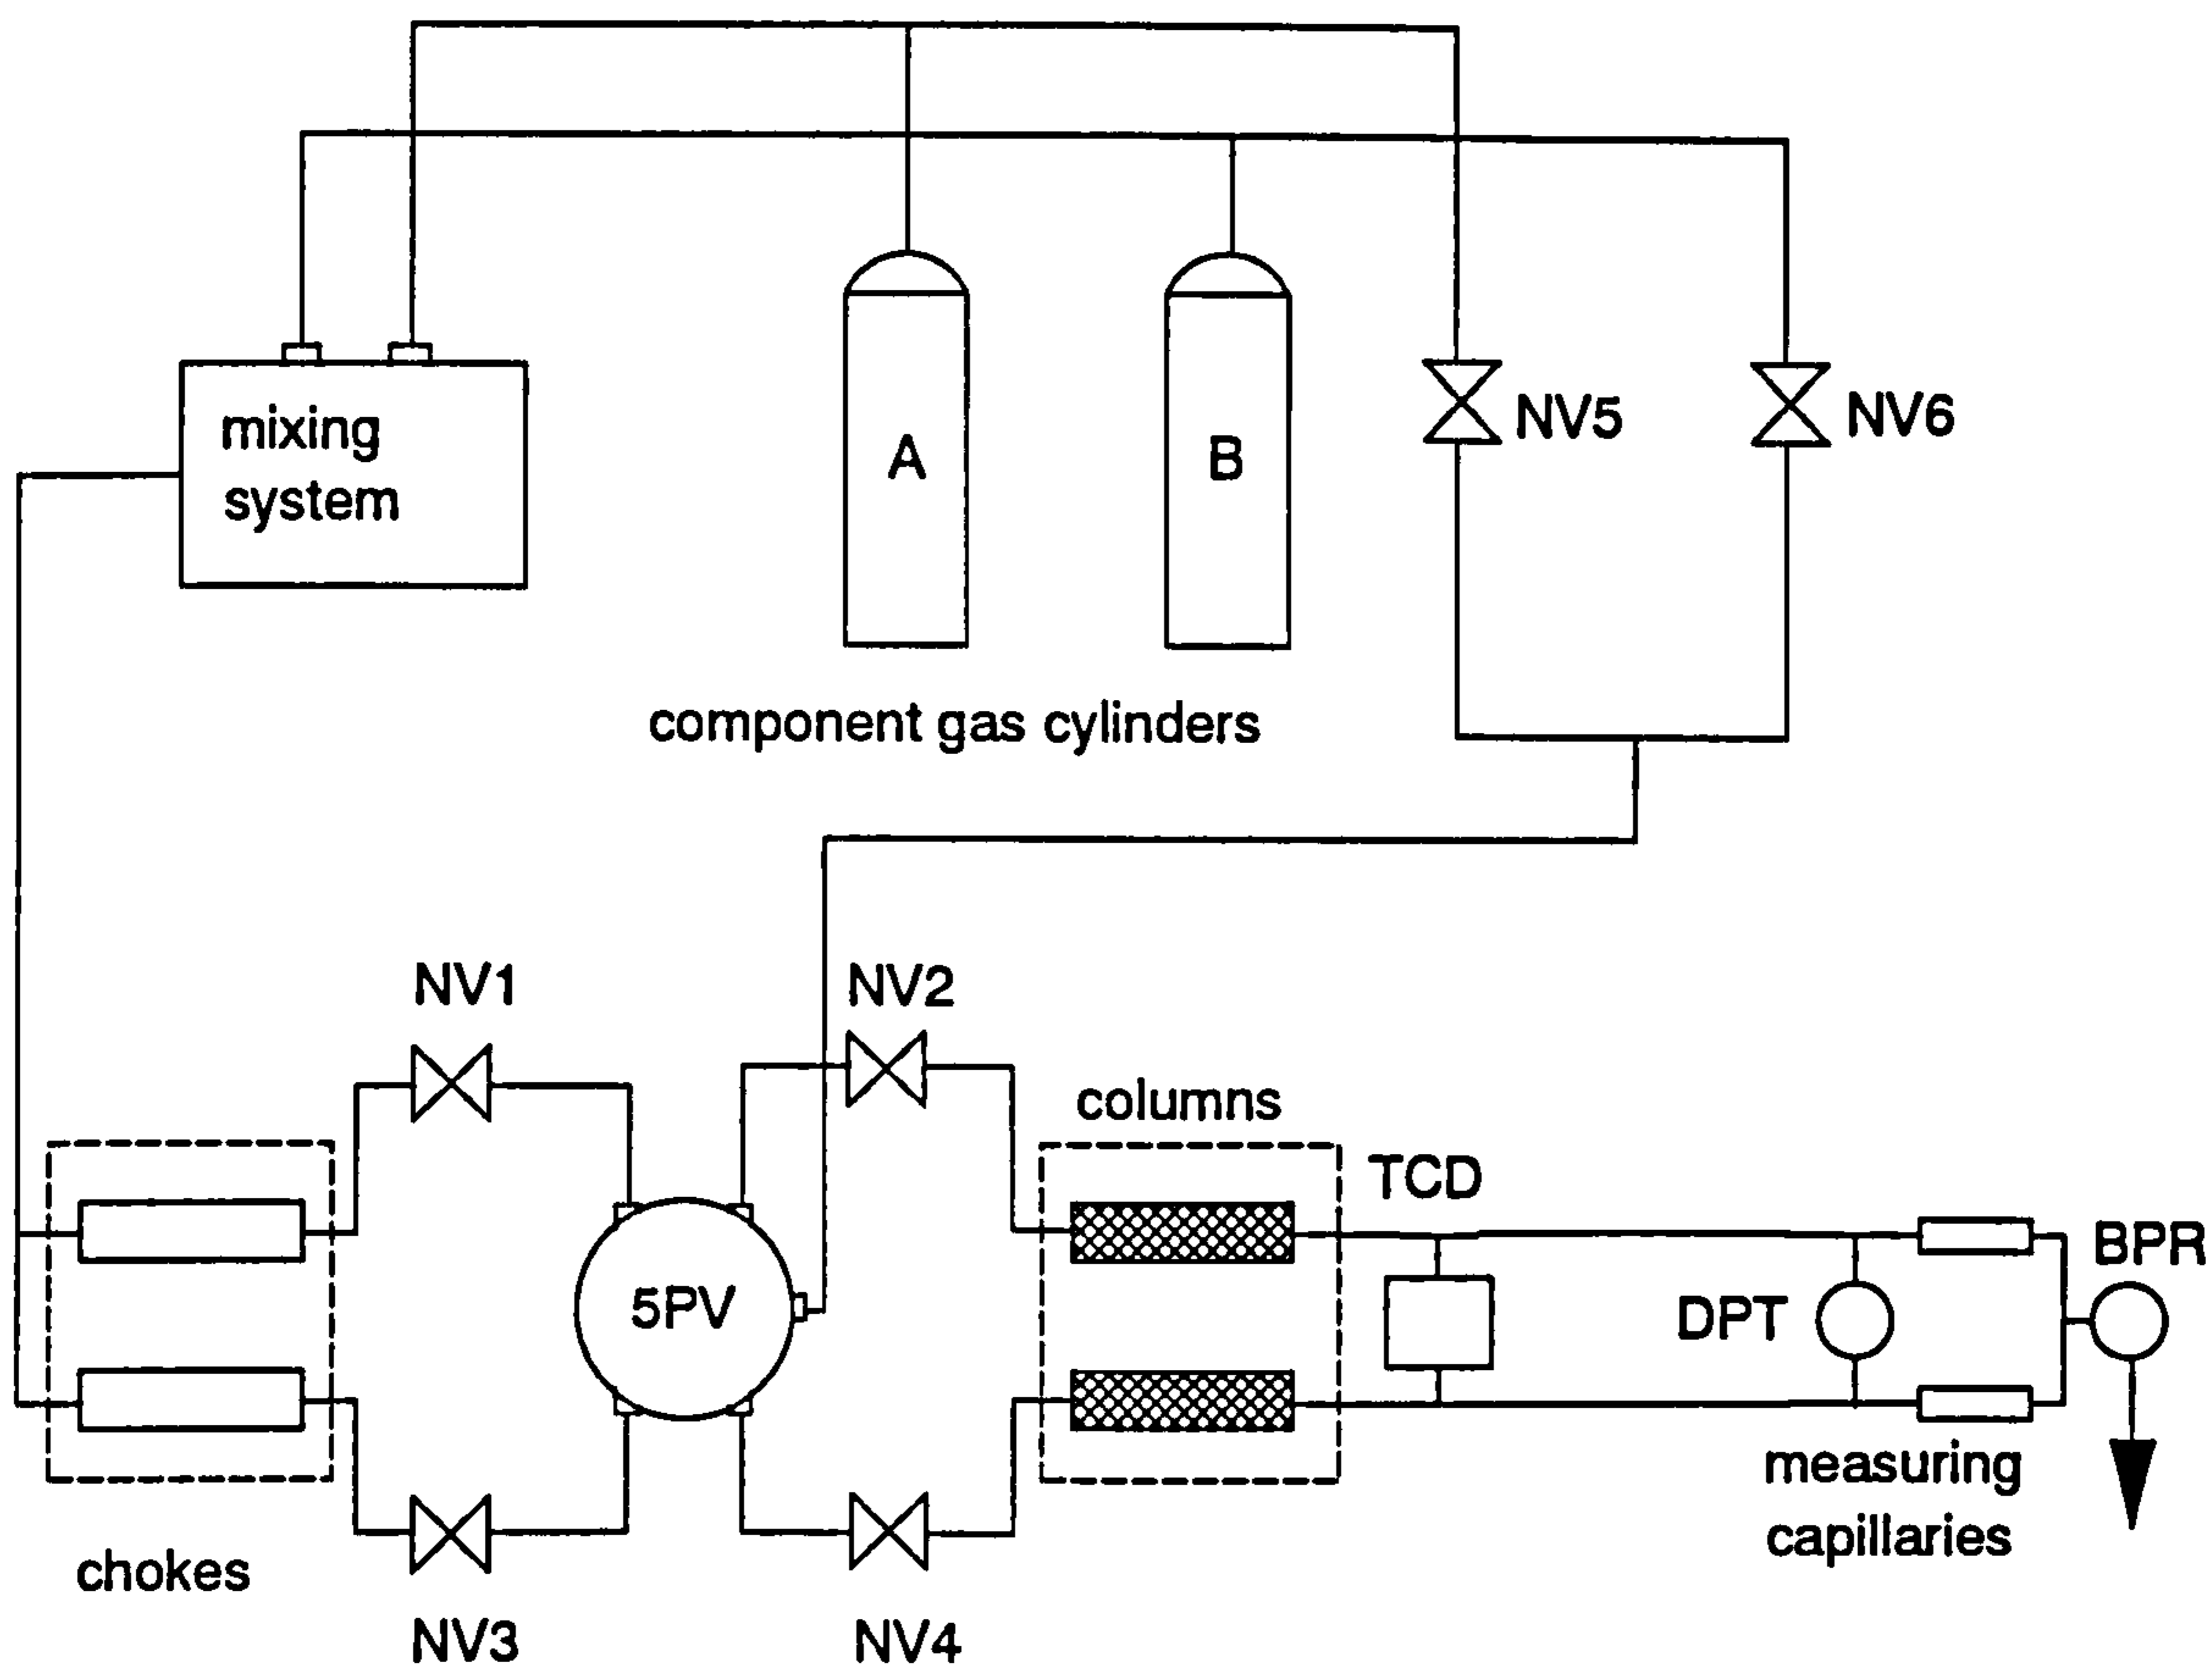 mixing
system
A
B
NV5
NV6
component gas cylinders
NV1
NV2
columns
TCD
BPR
5PV
DPT
measuring
capillaries
chokes
NV3
NV4